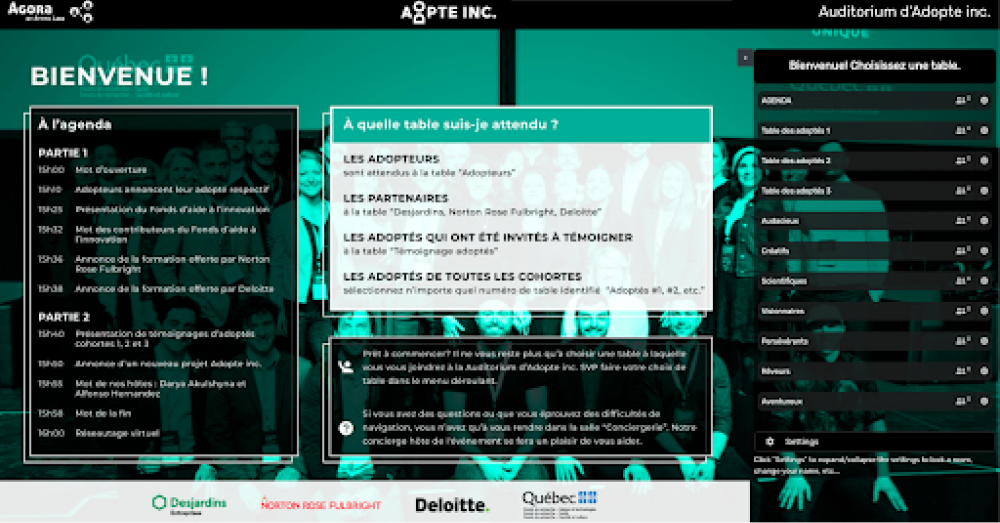 Agora
ADPTE INC.
Auditorium d'Adopte inc.
UNIQUE
Québec
BIENVENUE !
À l'agenda
PARTIE 1
15h00 Mot d'ouverture
15h10 Adopteurs annoncent leur adopté respectif
15h25 Présentation du Fonds d'aide à l'innovation
15h32 Mot des contributeurs du Fonds d'aide à
l'innovation
15h36 Annonce de la formation offerte par Norton
Rose Fulbright
15h38 Annonce de la formation offerte par Deloitte
PARTIE 2
15h40 Présentation de témoignages d'adoptés
cohortes 1, 2 et 3
15h50 Annonce d'un nouveau projet Adopte inc.
15h55 Mot de nos hôtes : Darya Akulshyna et
Alfonso Hernandez
15h58 Mot de la fin
16h00 Réseautage virtuel
À quelle table suis-je attendu ?
LES ADOPTEURS
sont attendus à la table "Adopteurs"
LES PARTENAIRES
à la table "Desjardins, Norton Rose Fulbright, Deloitte"
LES ADOPTÉS QUI ONT ÉTÉ INVITÉS À TÉMOIGNER
à la table "Témoignage adoptés"
LES ADOPTÉS DE TOUTES LES COHORTES
sélectionnez n'importe quel numéro de table identifié "Adoptés #1, #2, etc."
Prêt à commencer? Il ne vous reste plus qu'à choisir une table à laquelle
vous vous joindrez à la Auditorium d'Adopte inc. SVP faire votre choix de
table dans le menu déroulant.
Si vous avez des questions ou que vous éprouvez des difficultés de
navigation, vous n'avez qu'à vous rendre dans la salle "Conciergerie". Notre
concierge hôte de l'événement se fera un plaisir de vous aider.
Bienvenue! Choisissez une table.
AGENDA
Table des adoptés 1
Table des adoptés 2
Table des adoptés 3
Audacieux
Créatifs
Scientifiques
Visionnaires
Persévérants
Rêveurs
Aventureux
Settings
Click "Settings" to expand/collapse the settings to lock a room,
change your name, etc...
Desjardins
Entreprises
NORTON ROSE FULBRIGHT
Deloitte.
Québec